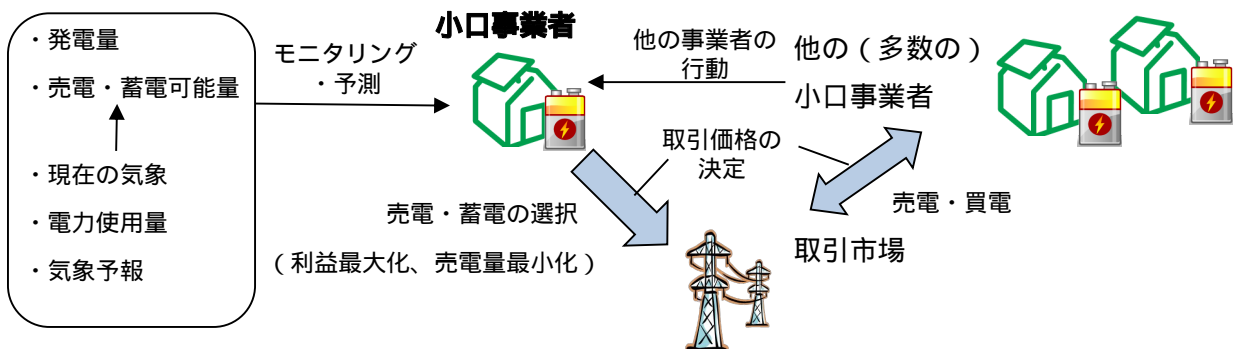 ・発電量
・売電・蓄電可能量
・現在の気象
・電力使用量
・気象予報
モニタリング
・予測
小口事業者
他の事業者の
行動
他の（多数の）
小口事業者
取引価格の
決定
売電・蓄電の選択
（利益最大化、売電量最小化）
売電・買電
取引市場